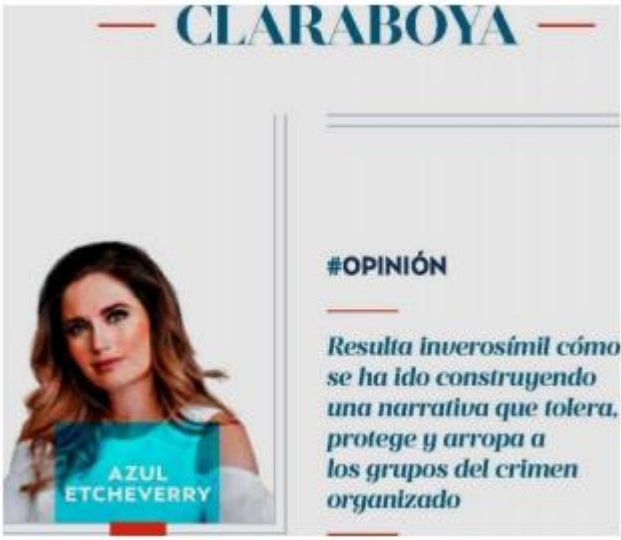 CLARABOYA
#OPINIÓN
Resulta inverosímil cómo
se ha ido construyendo
una narrativa que tolera,
protege y arropa a
los grupos del crimen
organizado
AZUL
ETCHEVERRY